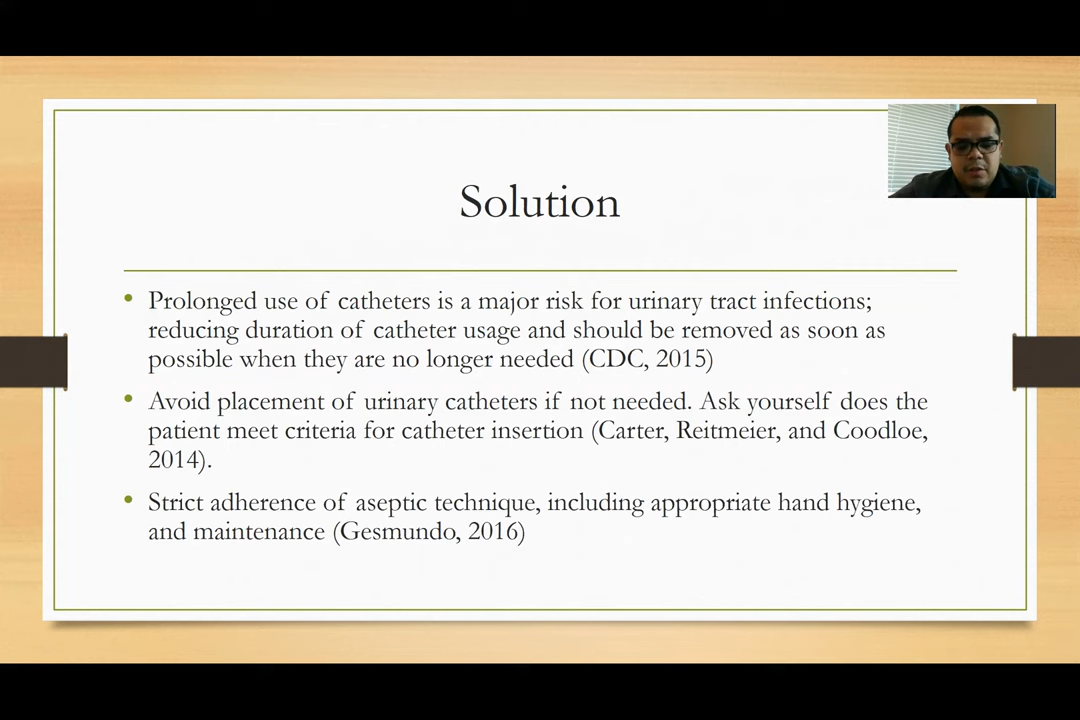 Solution
• Prolonged use of catheters is a major risk for urinary tract infections;
reducing duration of catheter usage and should be removed as soon as
possible when they are no longer needed (CDC, 2015)
• Avoid placement of urinary catheters if not needed. Ask yourself does the
patient meet criteria for catheter insertion (Carter, Reitmeier, and Coodloe,
2014).
• Strict adherence of aseptic technique, including appropriate hand hygiene,
and maintenance (Gesmundo, 2016)